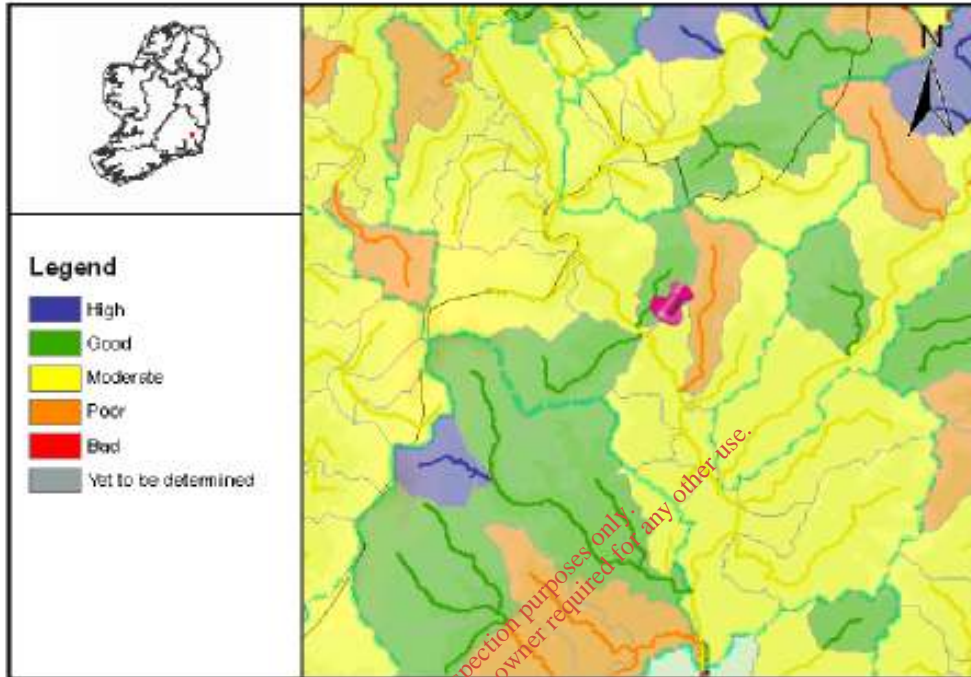 N
Legend
High
Good
Moderate
Poor
Bad
Yet to be determined
pection purposes only.
owner required for any other use.